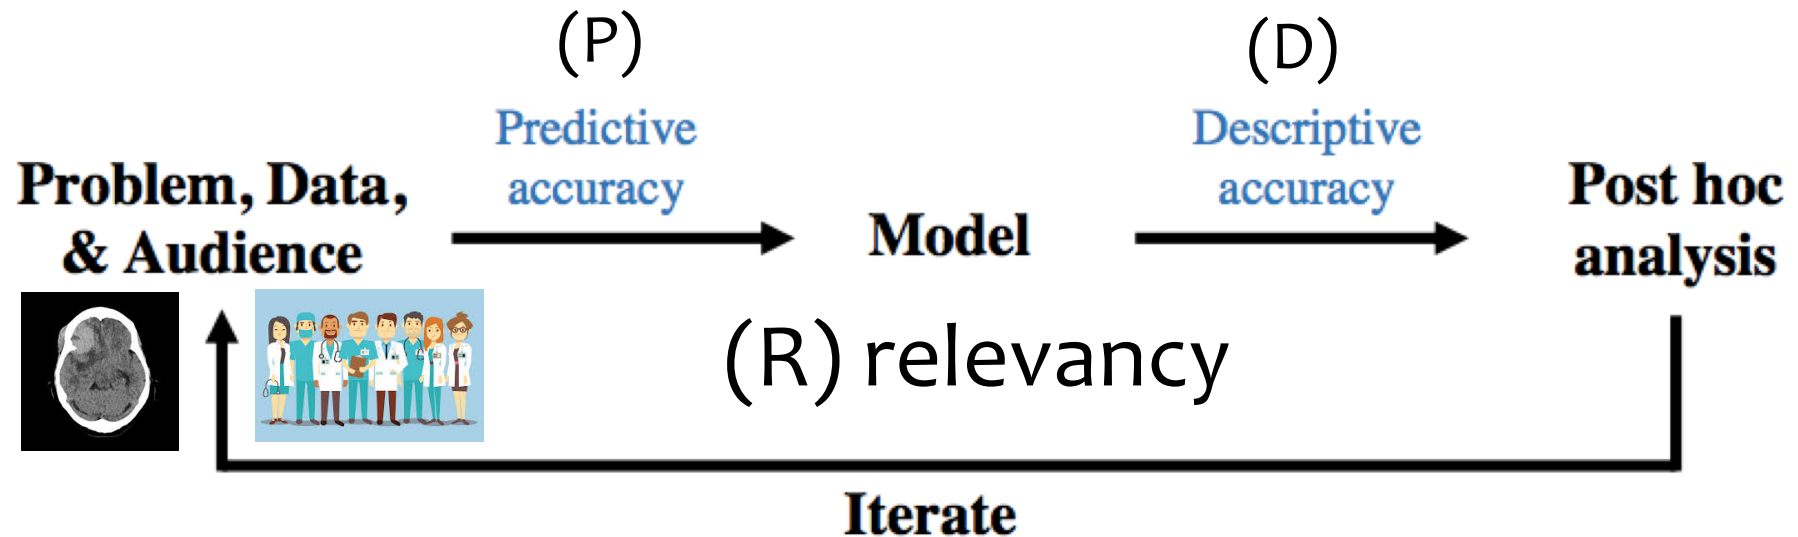 (P)
(D)
Predictive
accuracy
Descriptive
accuracy
Problem, Data,
& Audience
Model
Post hoc
analysis
(R) relevancy
Iterate